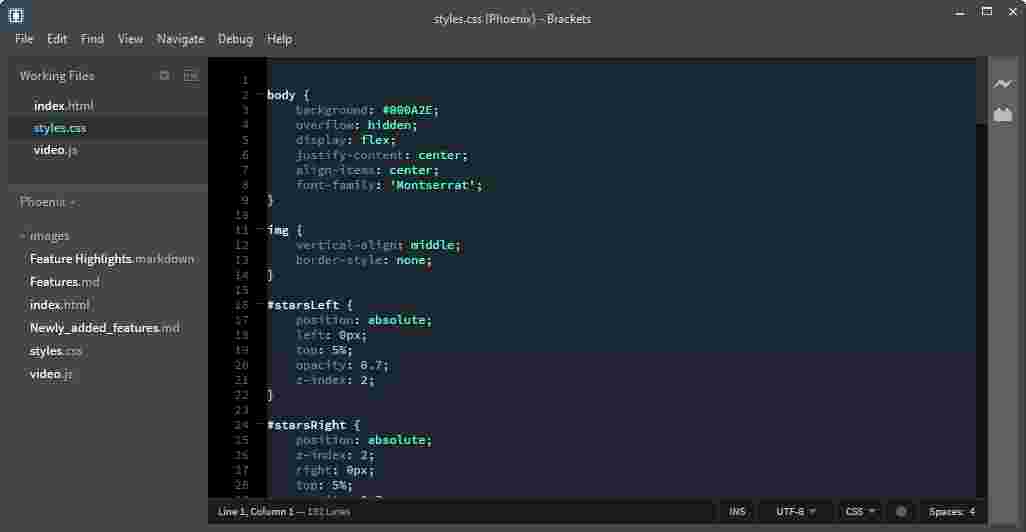 styles.css (Phoenix) - Brackets
File Edit Find View Navigate Debug Help
Working Files
index.html
styles.css
video.js
Phoenix
images
Feature Highlights.markdown
Features.md
index.html
Newly_added_features.md
styles.css
video.js
1
2 body {
3 background: #000A2E;
4 overflow: hidden;
5 display: flex;
6 justify-content: center;
7 align-items: center;
8 font-family: 'Montserrat';
9 }
10
11 img {
12 vertical-align: middle;
13 border-style: none;
14 }
15
16 #starsLeft {
17 position: absolute;
18 left: 0px;
19 top: 5%;
20 opacity: 0.7;
21 z-index: 2;
22 }
23
24 #starsRight {
25 position: absolute;
26 z-index: 2;
27 right: 0px;
28 top: 5%;
Line 1, Column 1 — Lines INS UTF-8 CSS Spaces: 4